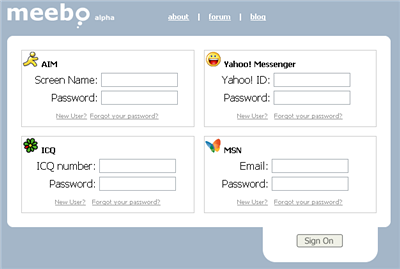 meebo alpha about | forum | blog
AIM
Screen Name:
Password:
New User? Forgot your password?
Yahoo! Messenger
Yahoo! ID:
Password:
New User? Forgot your password?
ICQ
ICQ number:
Password:
New User? Forgot your password?
MSN
Email:
Password:
New User? Forgot your password?
Sign On